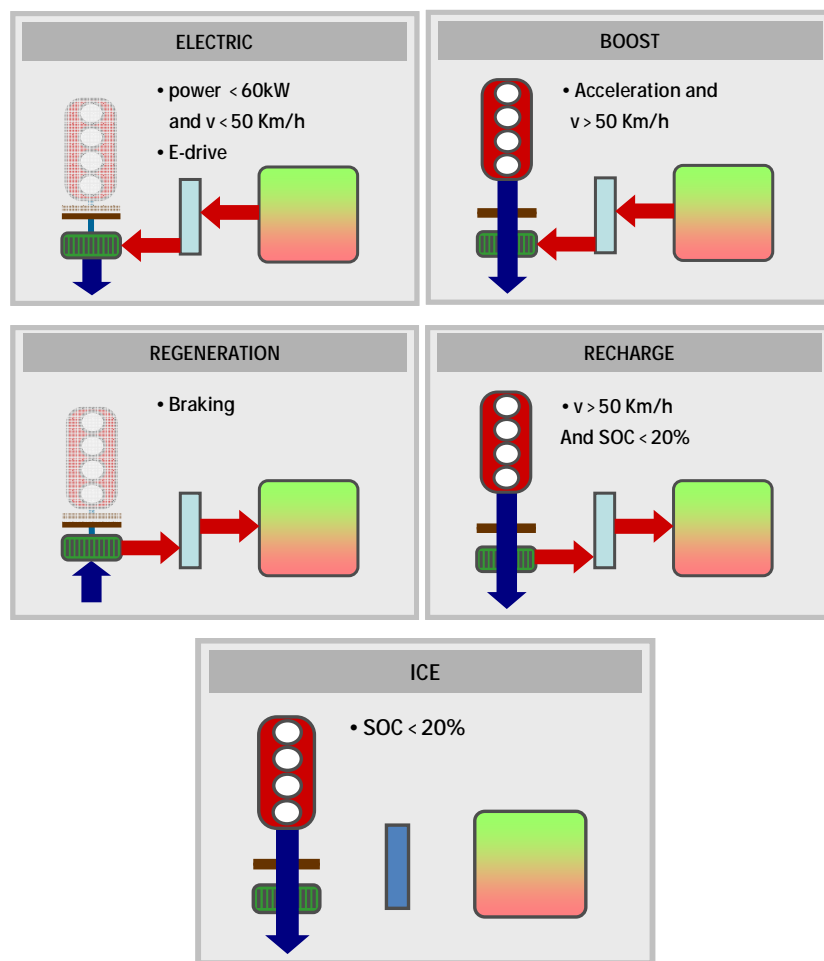 ELECTRIC
• power < 60kW
and v < 50 Km/h
• E-drive
BOOST
• Acceleration and
v > 50 Km/h
REGENERATION
• Braking
RECHARGE
• v > 50 Km/h
And SOC < 20%
ICE
• SOC < 20%